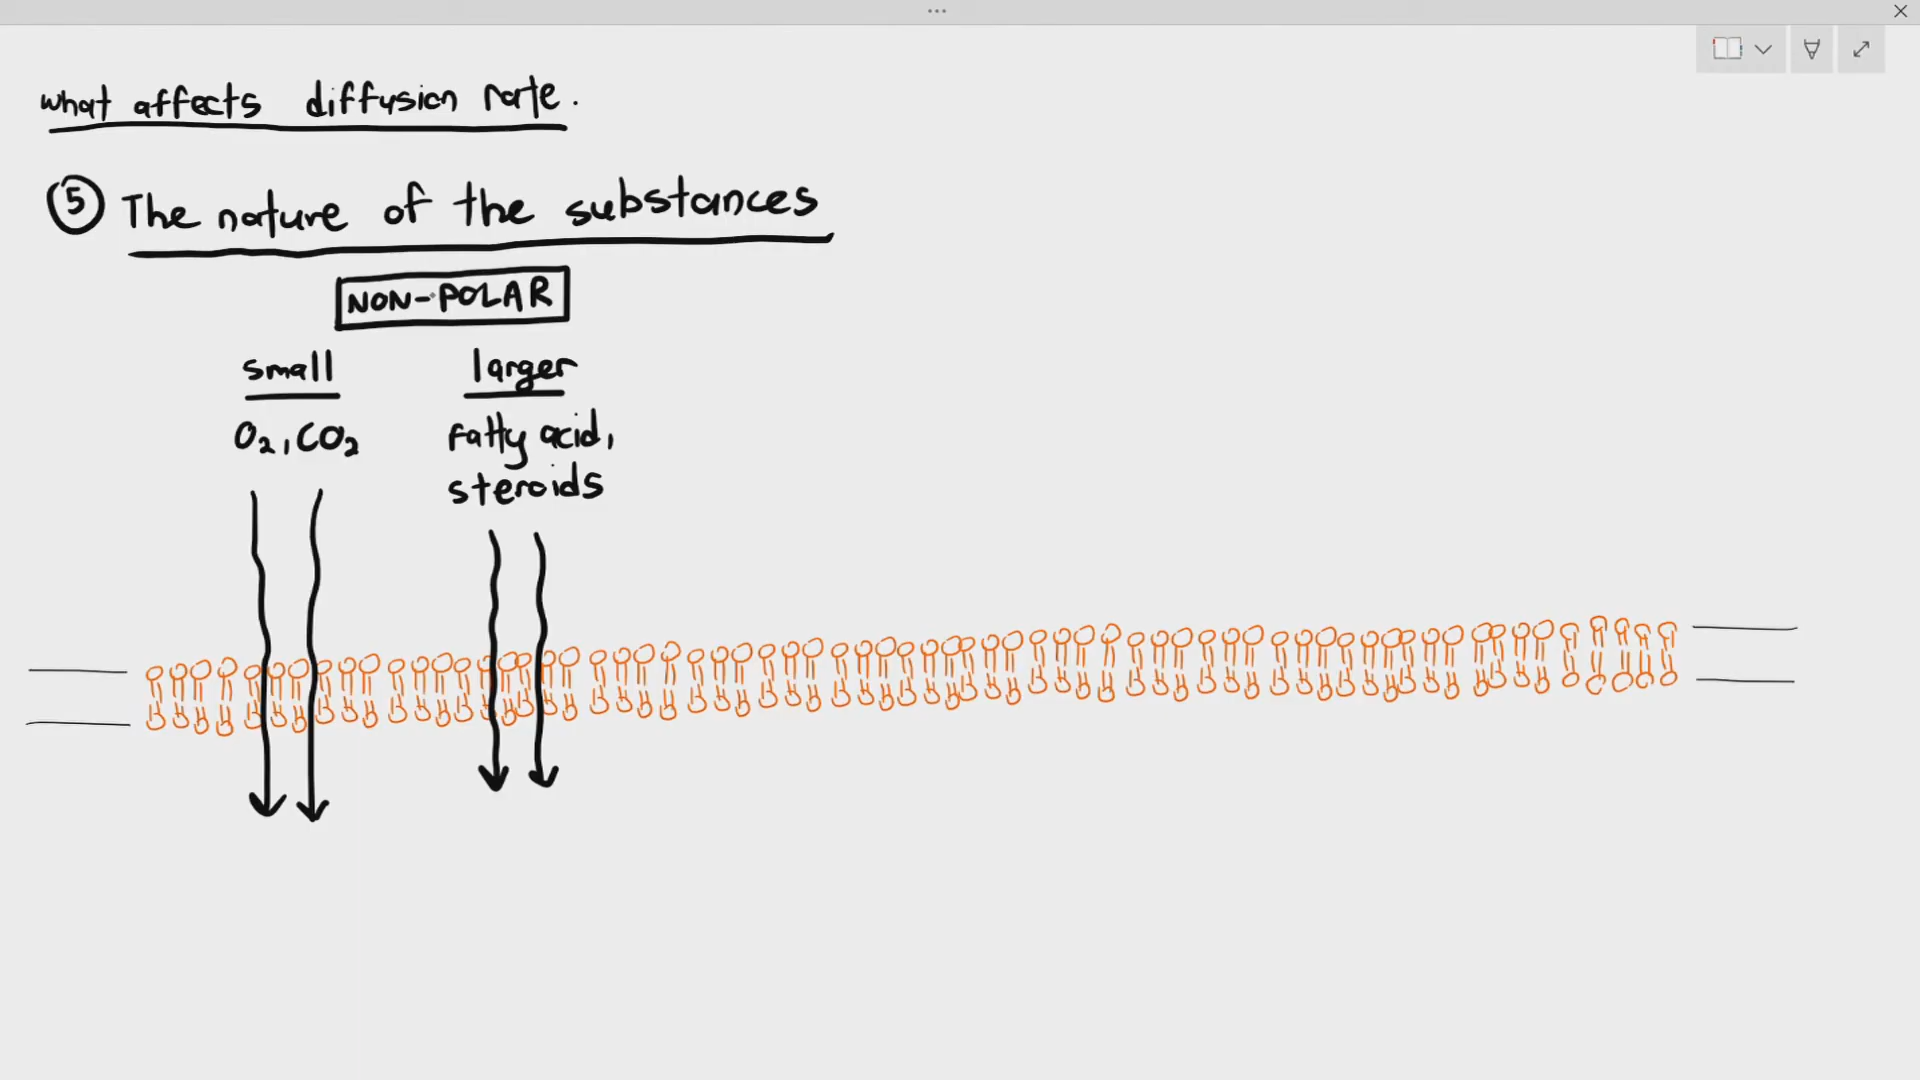 what affects diffusion rate.
⑤ The nature of the substances
NON-POLAR
small
larger
O₂, CO₂
fatty acid,
steroids